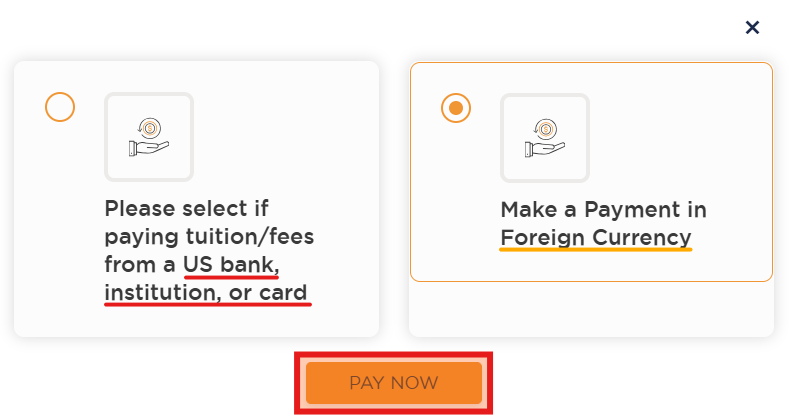 Please select if
paying tuition/fees
from a US bank,
institution, or card
Make a Payment in
Foreign Currency
PAY NOW